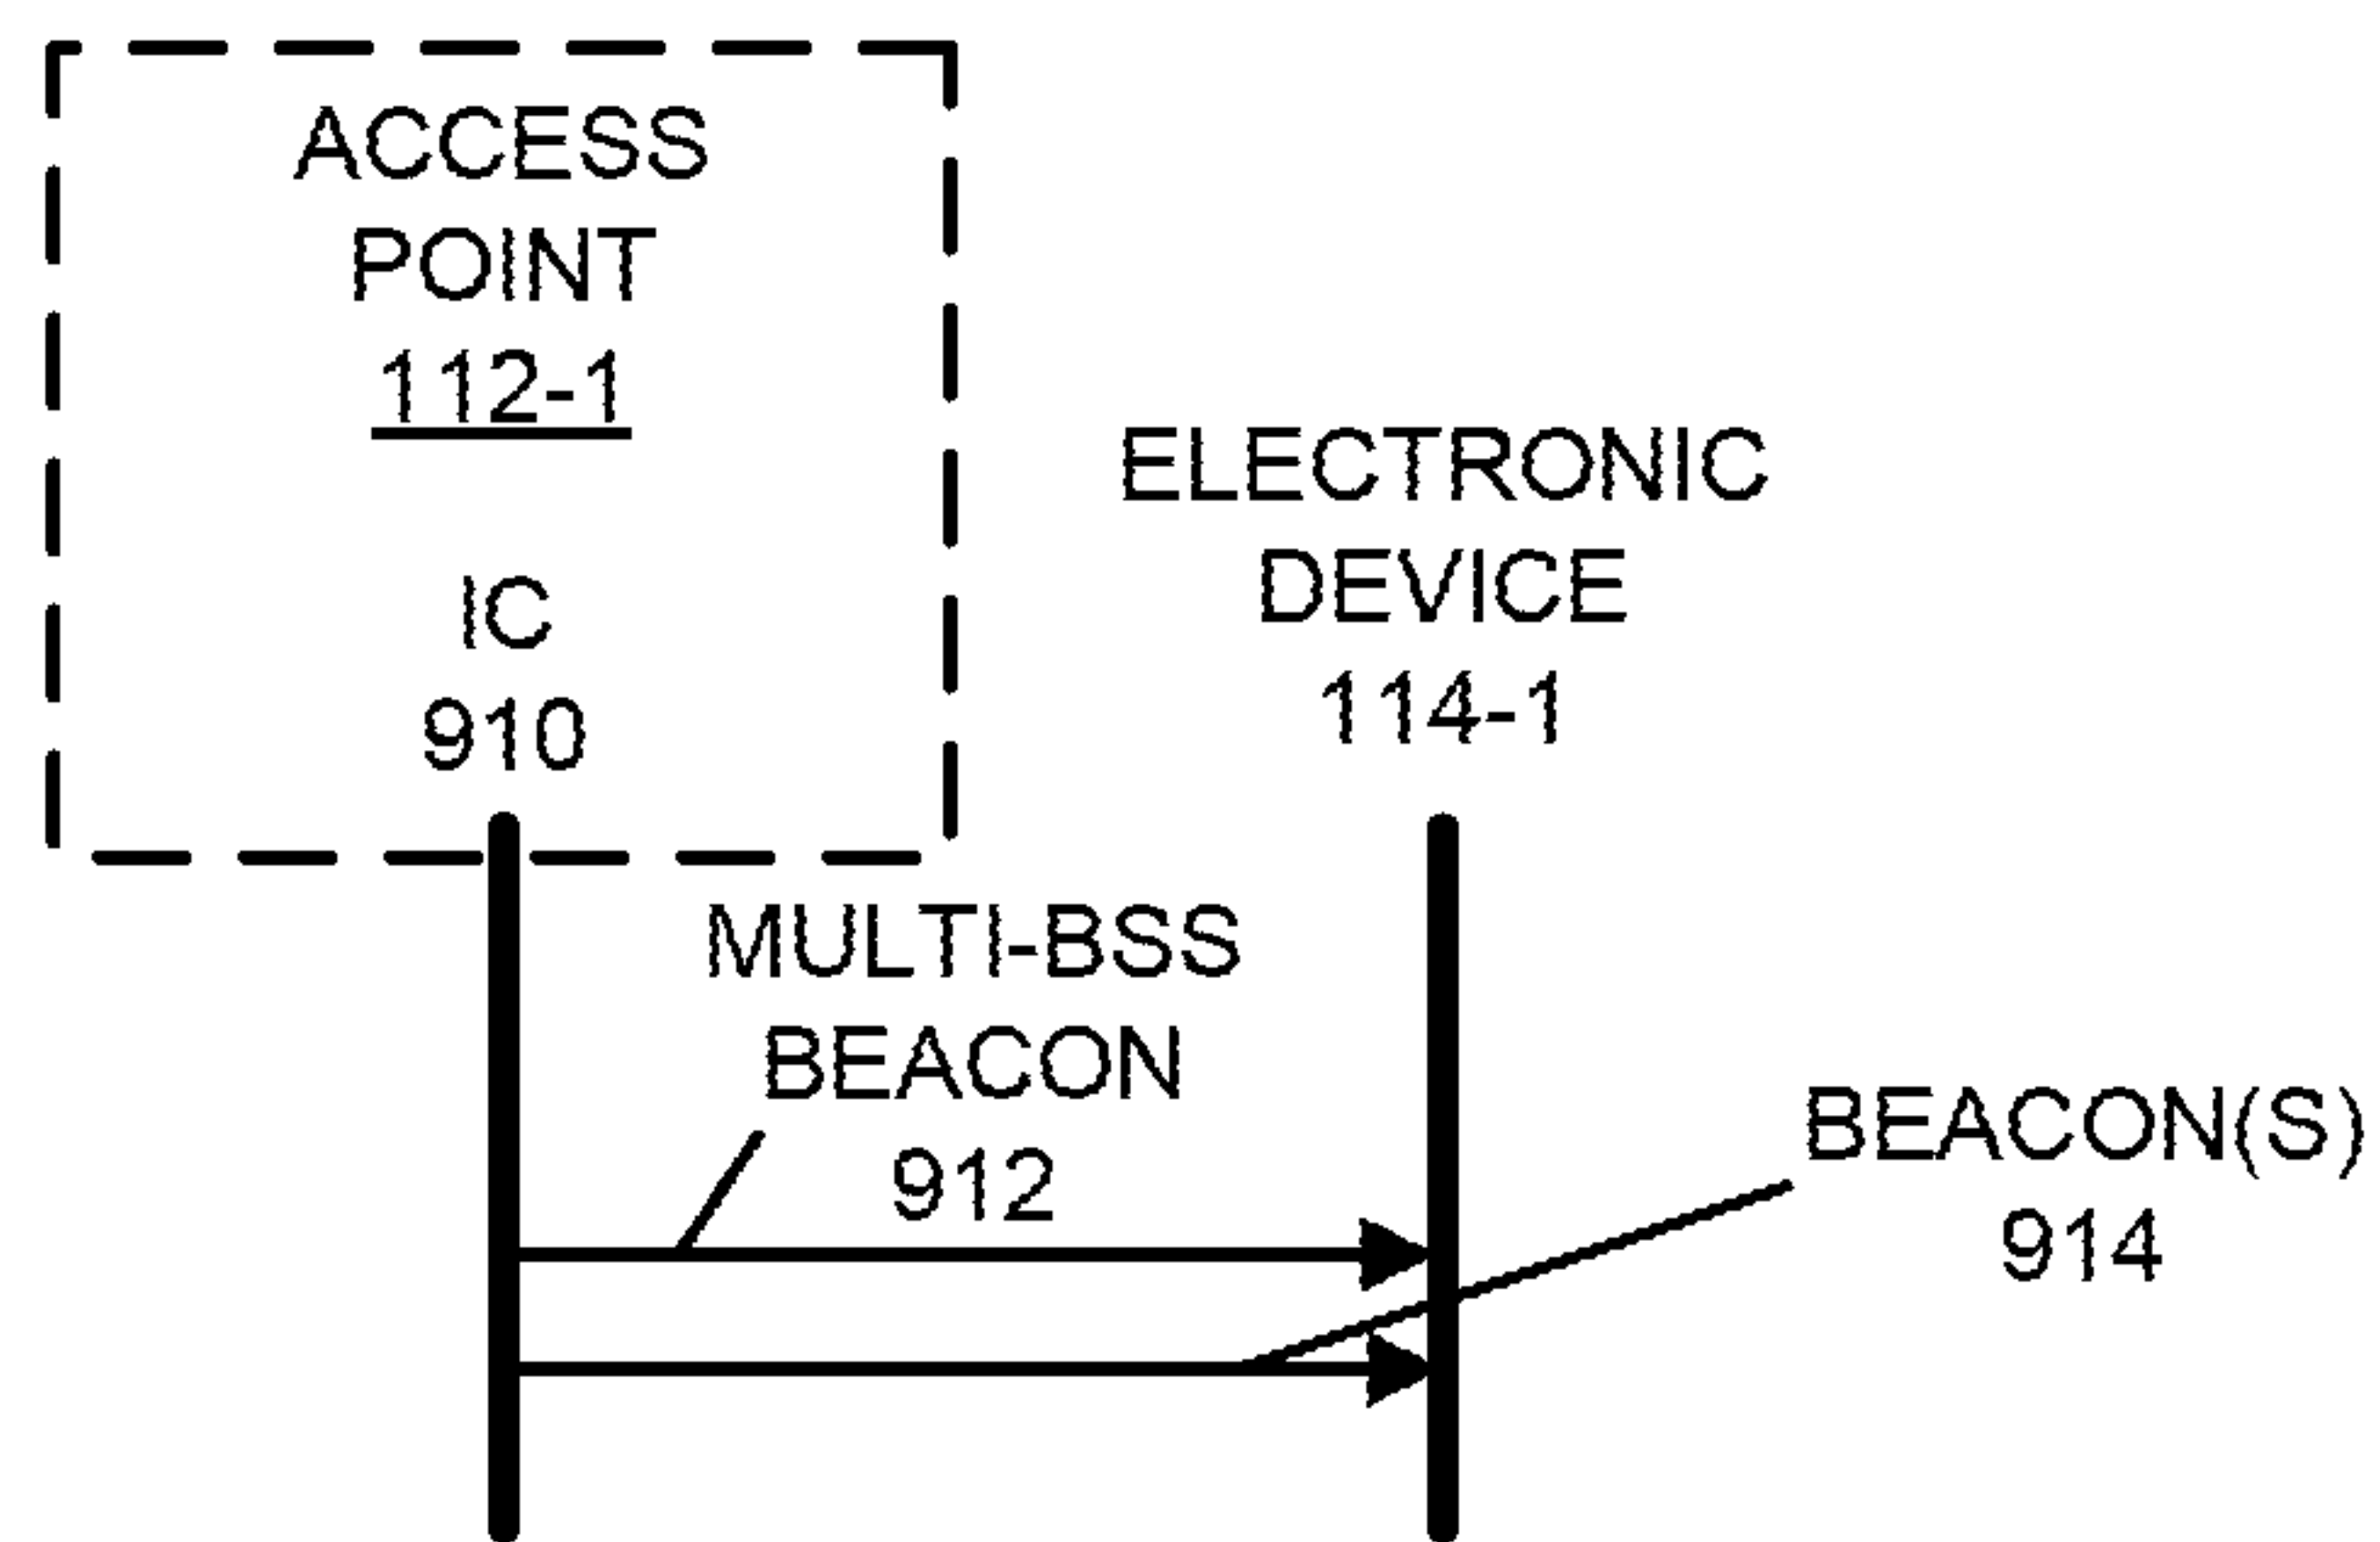 ACCESS
POINT
112-1
IC
910
ELECTRONIC
DEVICE
114-1
MULTI-BSS
BEACON
912
BEACON(S)
914